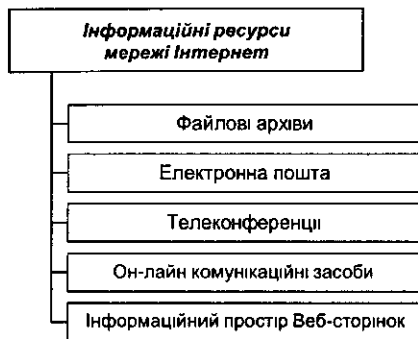 Інформаційні ресурси
мережі Інтернет
Файлові архіви
Електронна пошта
Телеконференції
Он-лайн комунікаційні засоби
Інформаційний простір Веб-сторінок